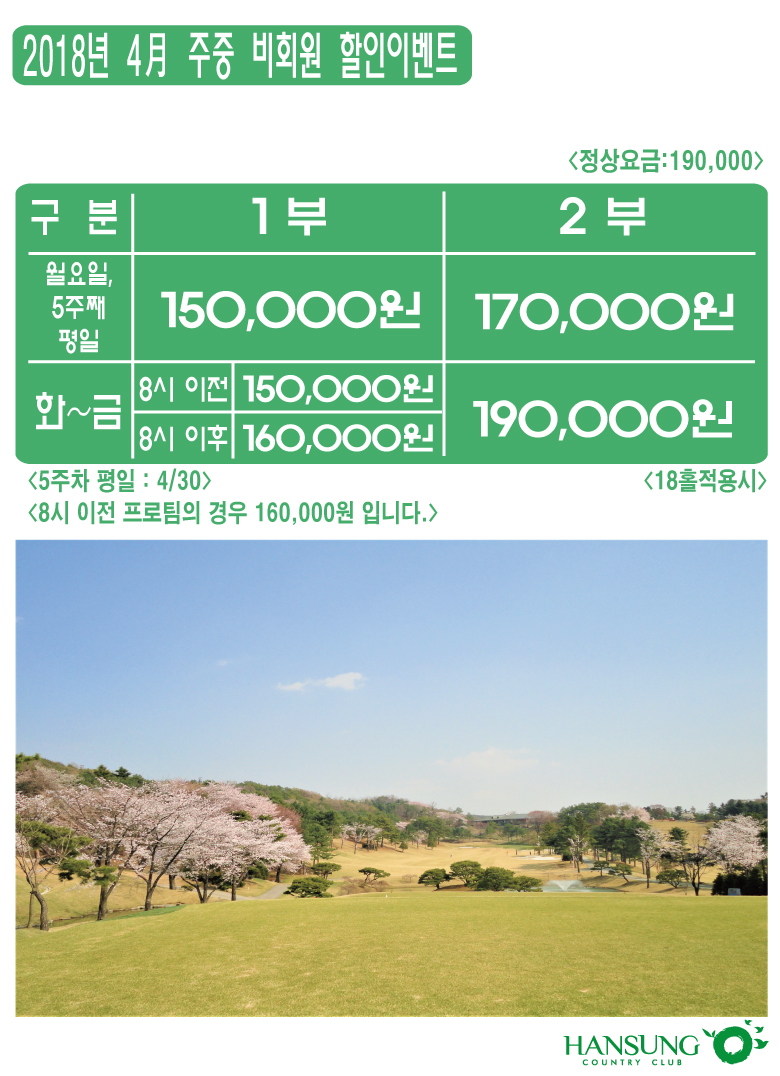 2018년 4月 주중 비회원 할인이벤트
<정상요금:190,000>
구 분 1 부 2 부
월요일,
5주째
평일
150,000원 170,000원
화~금
8시 이전 150,000원
8시 이후 160,000원
190,000원
<5주차 평일 : 4/30> <18홀적용시>
<8시 이전 프로팀의 경우 160,000원 입니다.>
HANSUNG
COUNTRY CLUB